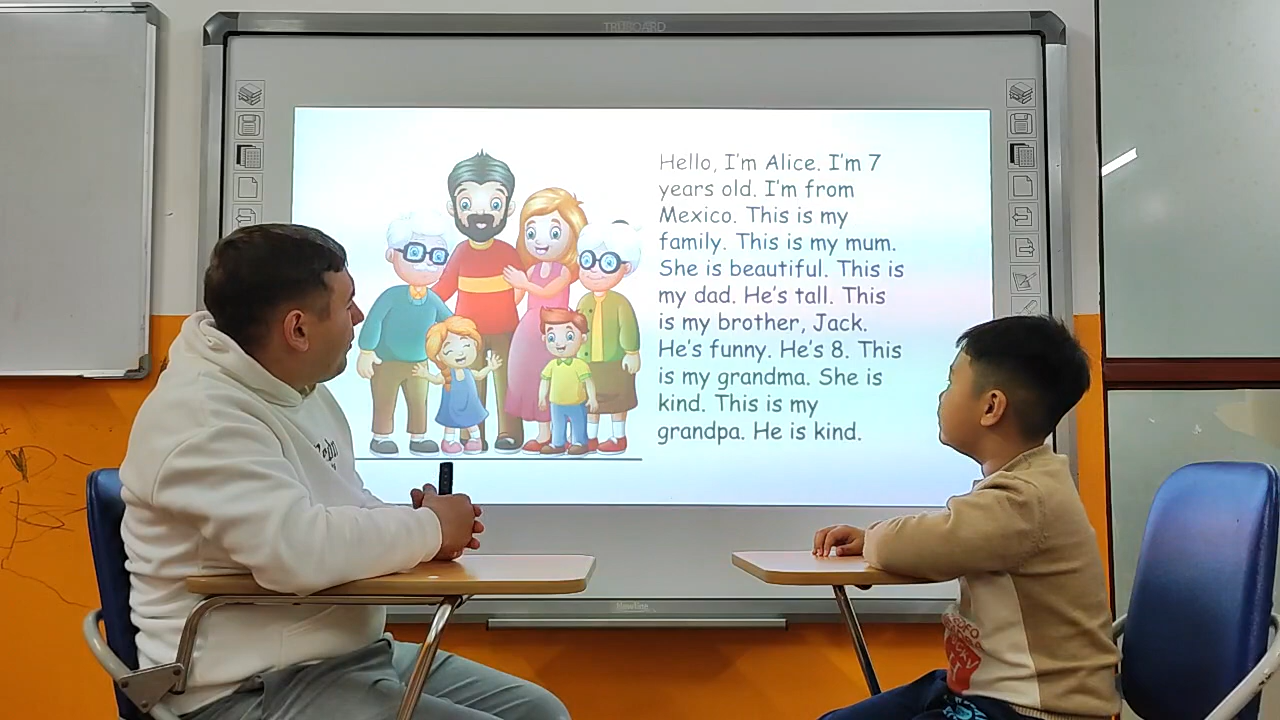 TRUBOARD
Hello, I'm Alice. I'm 7
years old. I'm from
Mexico. This is my
family. This is my mum.
She is beautiful. This is
my dad. He's tall. This
is my brother, Jack.
He's funny. He's 8. This
is my grandma. She is
kind. This is my
grandpa. He is kind.
Newline